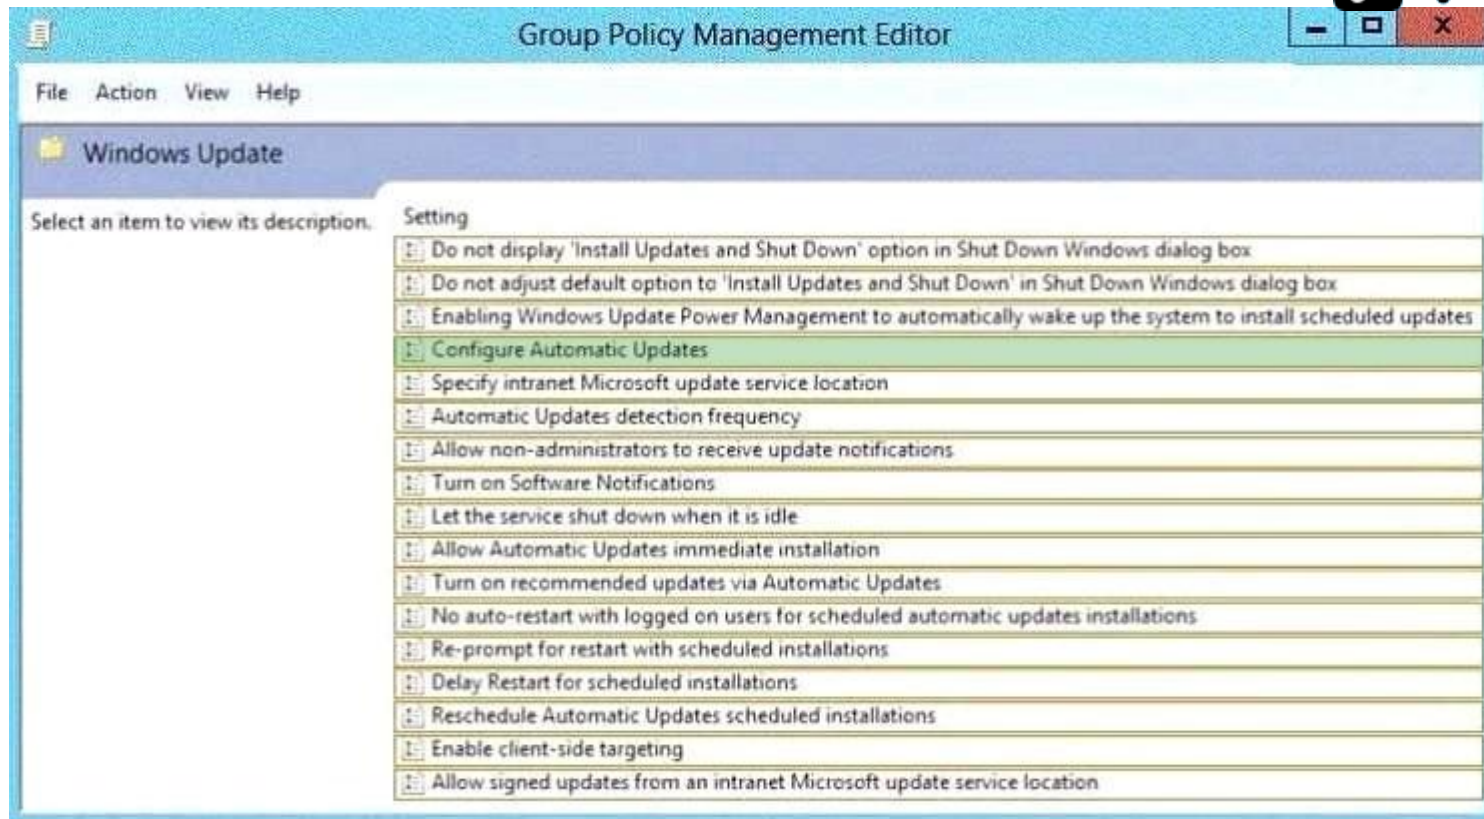 Group Policy Management Editor
File Action View Help
Windows Update
Select an item to view its description.
Setting
Do not display 'Install Updates and Shut Down' option in Shut Down Windows dialog box
Do not adjust default option to 'Install Updates and Shut Down' in Shut Down Windows dialog box
Enabling Windows Update Power Management to automatically wake up the system to install scheduled updates
Configure Automatic Updates
Specify intranet Microsoft update service location
Automatic Updates detection frequency
Allow non-administrators to receive update notifications
Turn on Software Notifications
Let the service shut down when it is idle
Allow Automatic Updates immediate installation
Turn on recommended updates via Automatic Updates
No auto-restart with logged on users for scheduled automatic updates installations
Re-prompt for restart with scheduled installations
Delay Restart for scheduled installations
Reschedule Automatic Updates scheduled installations
Enable client-side targeting
Allow signed updates from an intranet Microsoft update service location